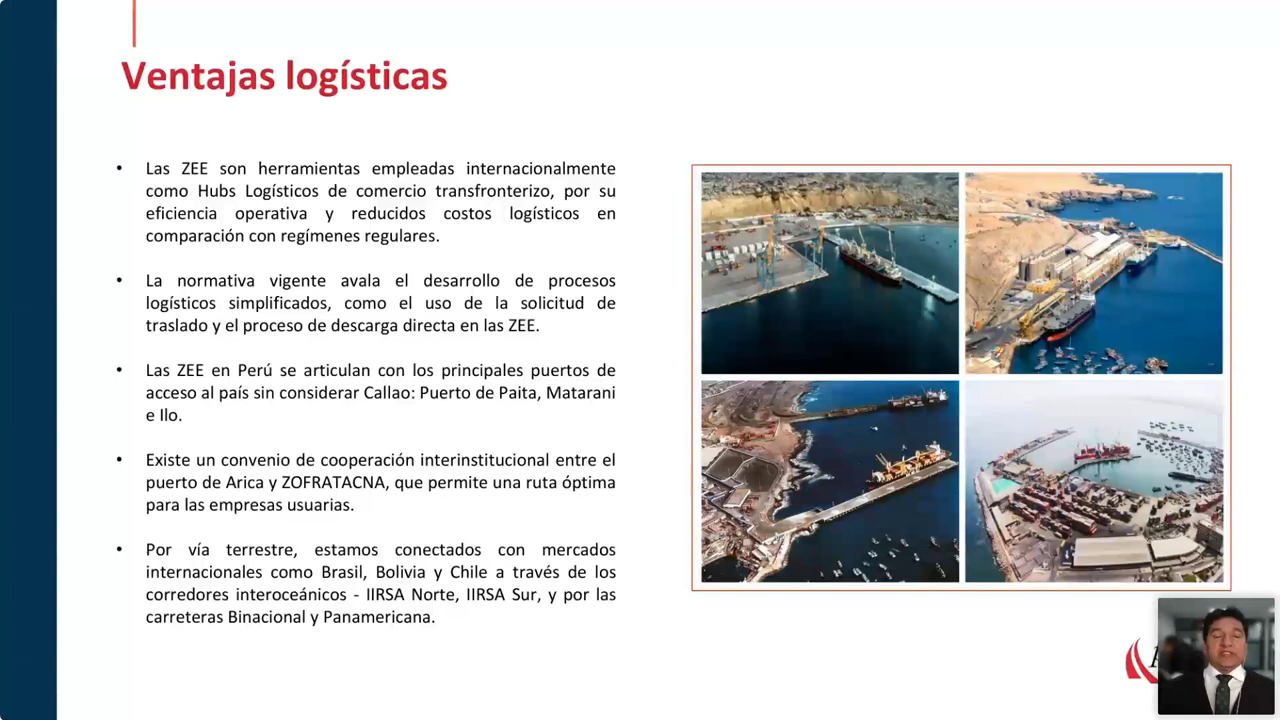 Ventajas logísticas
• Las ZEE son herramientas empleadas internacionalmente
como Hubs Logísticos de comercio transfronterizo, por su
eficiencia operativa y reducidos costos logísticos en
comparación con regímenes regulares.
• La normativa vigente avala el desarrollo de procesos
logísticos simplificados, como el uso de la solicitud de
traslado y el proceso de descarga directa en las ZEE.
• Las ZEE en Perú se articulan con los principales puertos de
acceso al país sin considerar Callao: Puerto de Paita, Matarani
e Ilo.
• Existe un convenio de cooperación interinstitucional entre el
puerto de Arica y ZOFRATACNA, que permite una ruta óptima
para las empresas usuarias.
• Por vía terrestre, estamos conectados con mercados
internacionales como Brasil, Bolivia y Chile a través de los
corredores interoceánicos - IIRSA Norte, IIRSA Sur, y por las
carreteras Binacional y Panamericana.